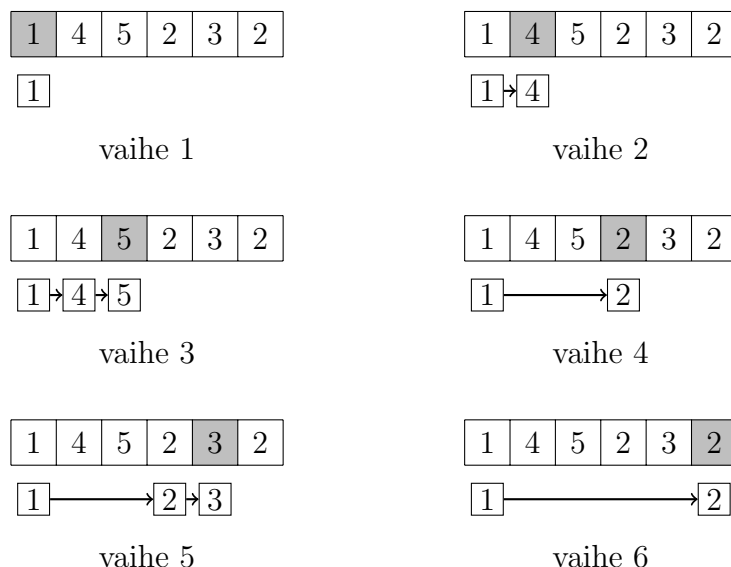 1 4 5 2 3 2
1
vaihe 1
1 4 5 2 3 2
1 4
vaihe 2
1 4 5 2 3 2
1 4 5
vaihe 3
1 4 5 2 3 2
1 2
vaihe 4
1 4 5 2 3 2
1 2 3
vaihe 5
1 4 5 2 3 2
1 2
vaihe 6